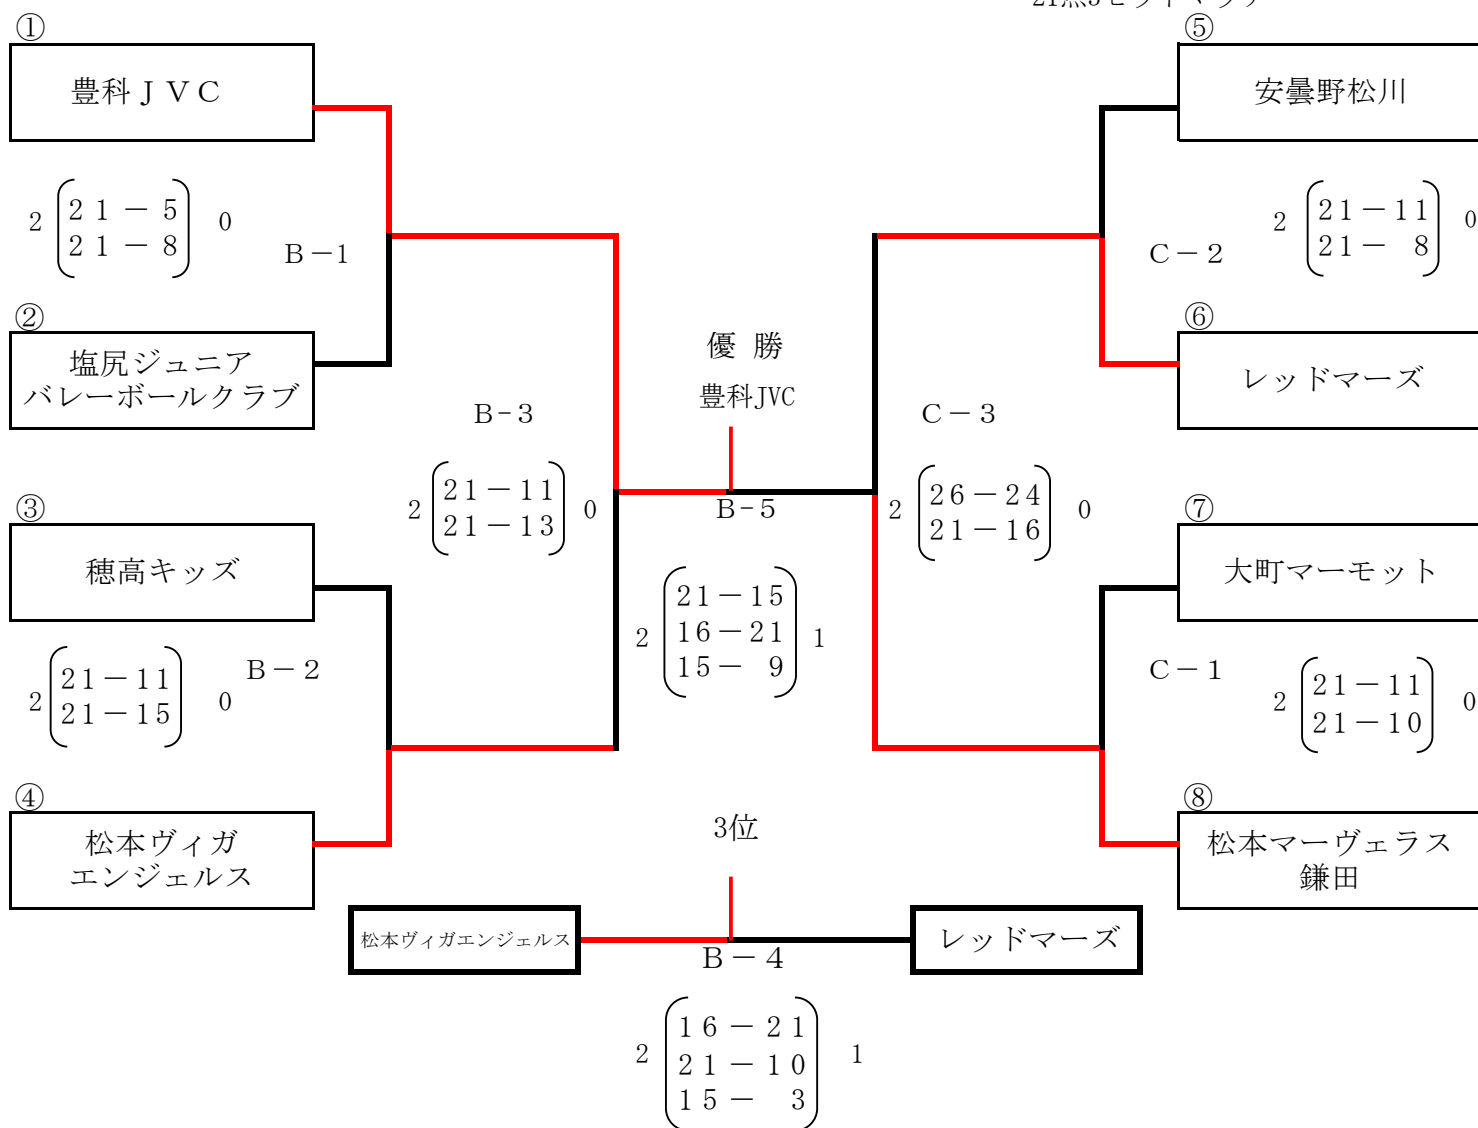 ①
豊科ＪＶＣ
2 21－5 0
21－8
Ｂ－1
②
塩尻ジュニア
バレーボールクラブ
③
穂高キッズ
2 21－11 0
21－15
Ｂ－2
④
松本ヴィガ
エンジェルス
Ｂ-3
2 21－11 0
21－13
優 勝
豊科JVC
Ｂ-5
2 21－15 1
16－21
15－ 9
Ｃ－3
2 26－24 0
21－16
⑤
安曇野松川
2 21－11 0
21－ 8
Ｃ－2
⑥
レッドマーズ
⑦
大町マーモット
Ｃ－1
2 21－11 0
21－10
⑧
松本マーヴェラス
鎌田
3位
松本ヴィガエンジェルス
レッドマーズ
Ｂ－4
2 16－21 1
21－10
15－ 3